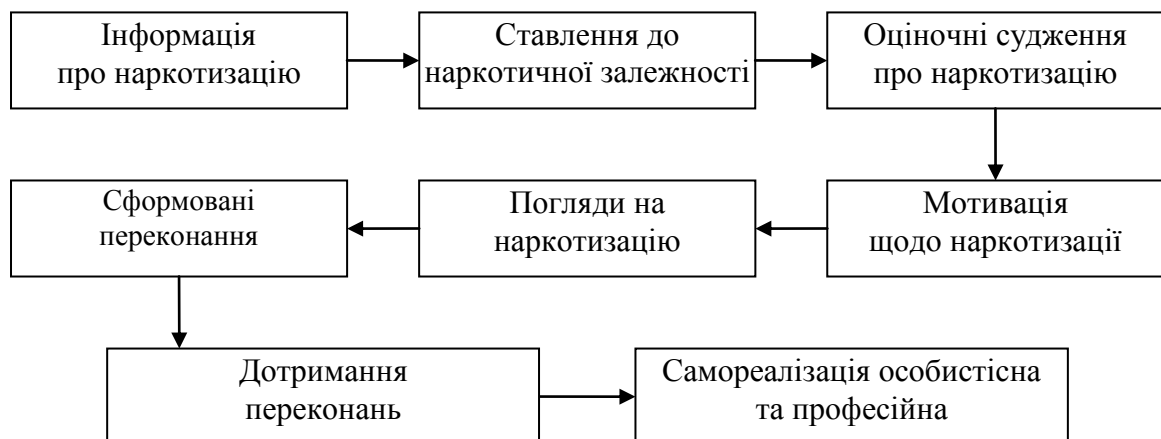 Інформація
про наркотизацію
Ставлення до
наркотичної залежності
Оціночні судження
про наркотизацію
Мотивація
щодо наркотизації
Погляди на
наркотизацію
Сформовані
переконання
Дотримання
переконань
Самореалізація особистісна
та професійна